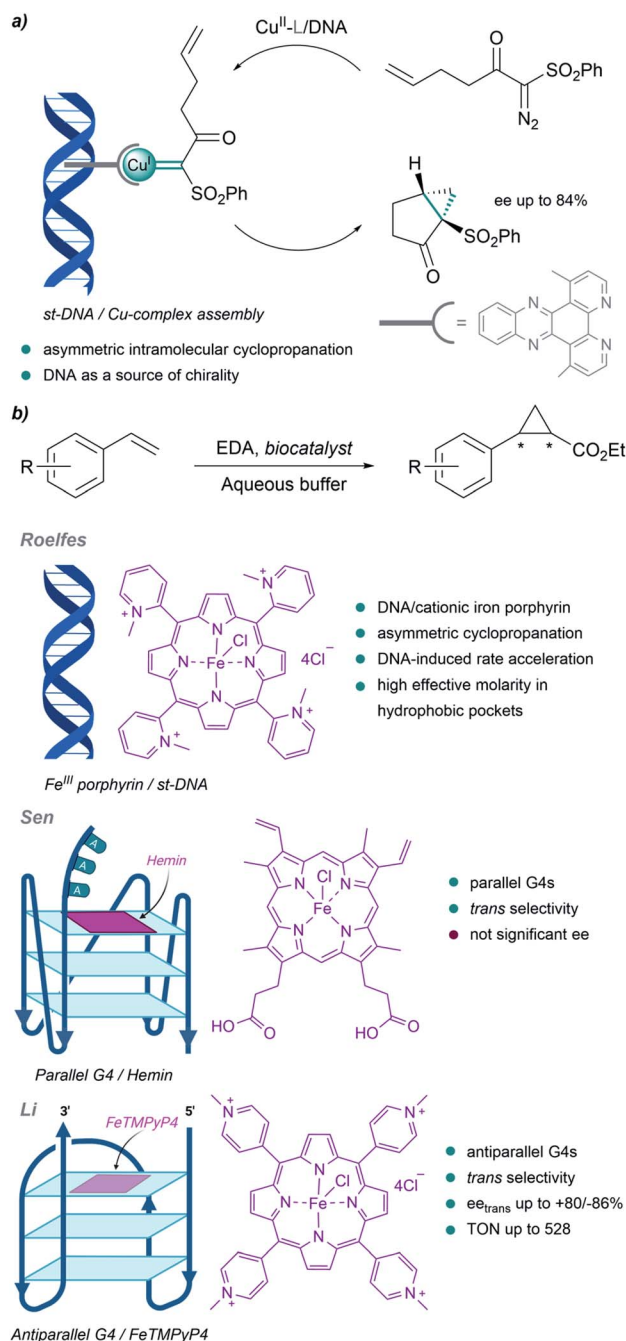 a)
Cu^II-L/DNA
O
SO2Ph
N2
O
Cu^I
SO2Ph
H
ee up to 84%
SO2Ph
O
st-DNA / Cu-complex assembly
=
N
N
N
N
asymmetric intramolecular cyclopropanation
DNA as a source of chirality
b)
R
EDA, biocatalyst
Aqueous buffer
R
*
*
CO2Et
Roelfes
N+
N+
N
Cl
N
Fe
N
4Cl−
N
N+
N+
DNA/cationic iron porphyrin
asymmetric cyclopropanation
DNA-induced rate acceleration
high effective molarity in
hydrophobic pockets
Fe^III porphyrin / st-DNA
Sen
A
A
A
Hemin
N
Cl
N
Fe
N
N
HO
O
HO
O
parallel G4s
trans selectivity
not significant ee
Parallel G4 / Hemin
Li
3'
5'
FeTMPyP4
N+
N+
N
Cl
N
Fe
N
4Cl−
N
N+
N+
antiparallel G4s
trans selectivity
ee_trans up to +80/-86%
TON up to 528
Antiparallel G4 / FeTMPyP4